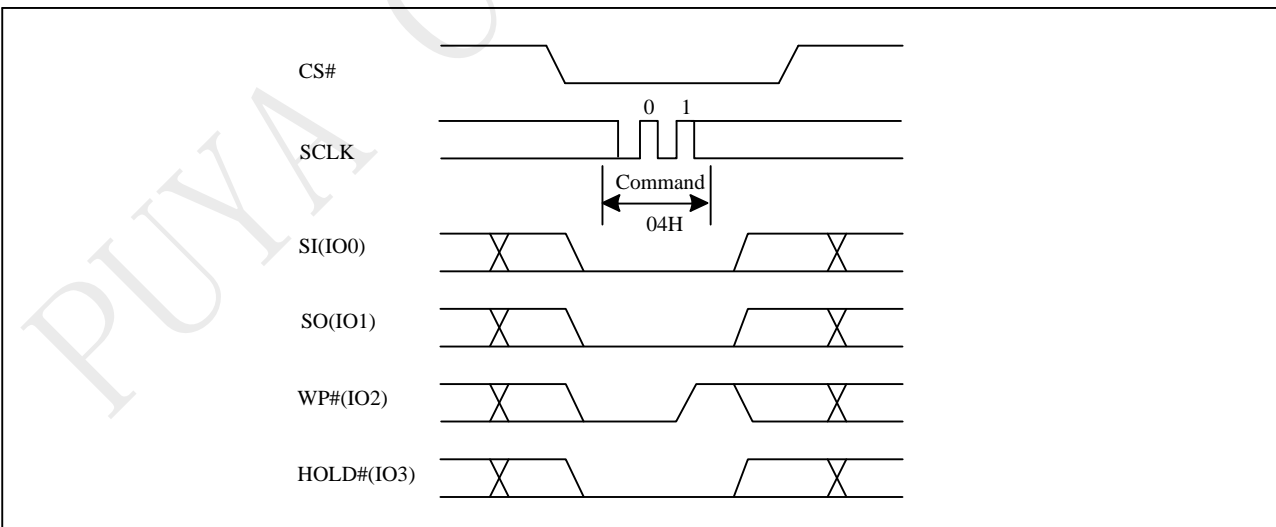 PUYA
CS#
0 1
SCLK
Command
04H
SI(IO0)
SO(IO1)
WP#(IO2)
HOLD#(IO3)